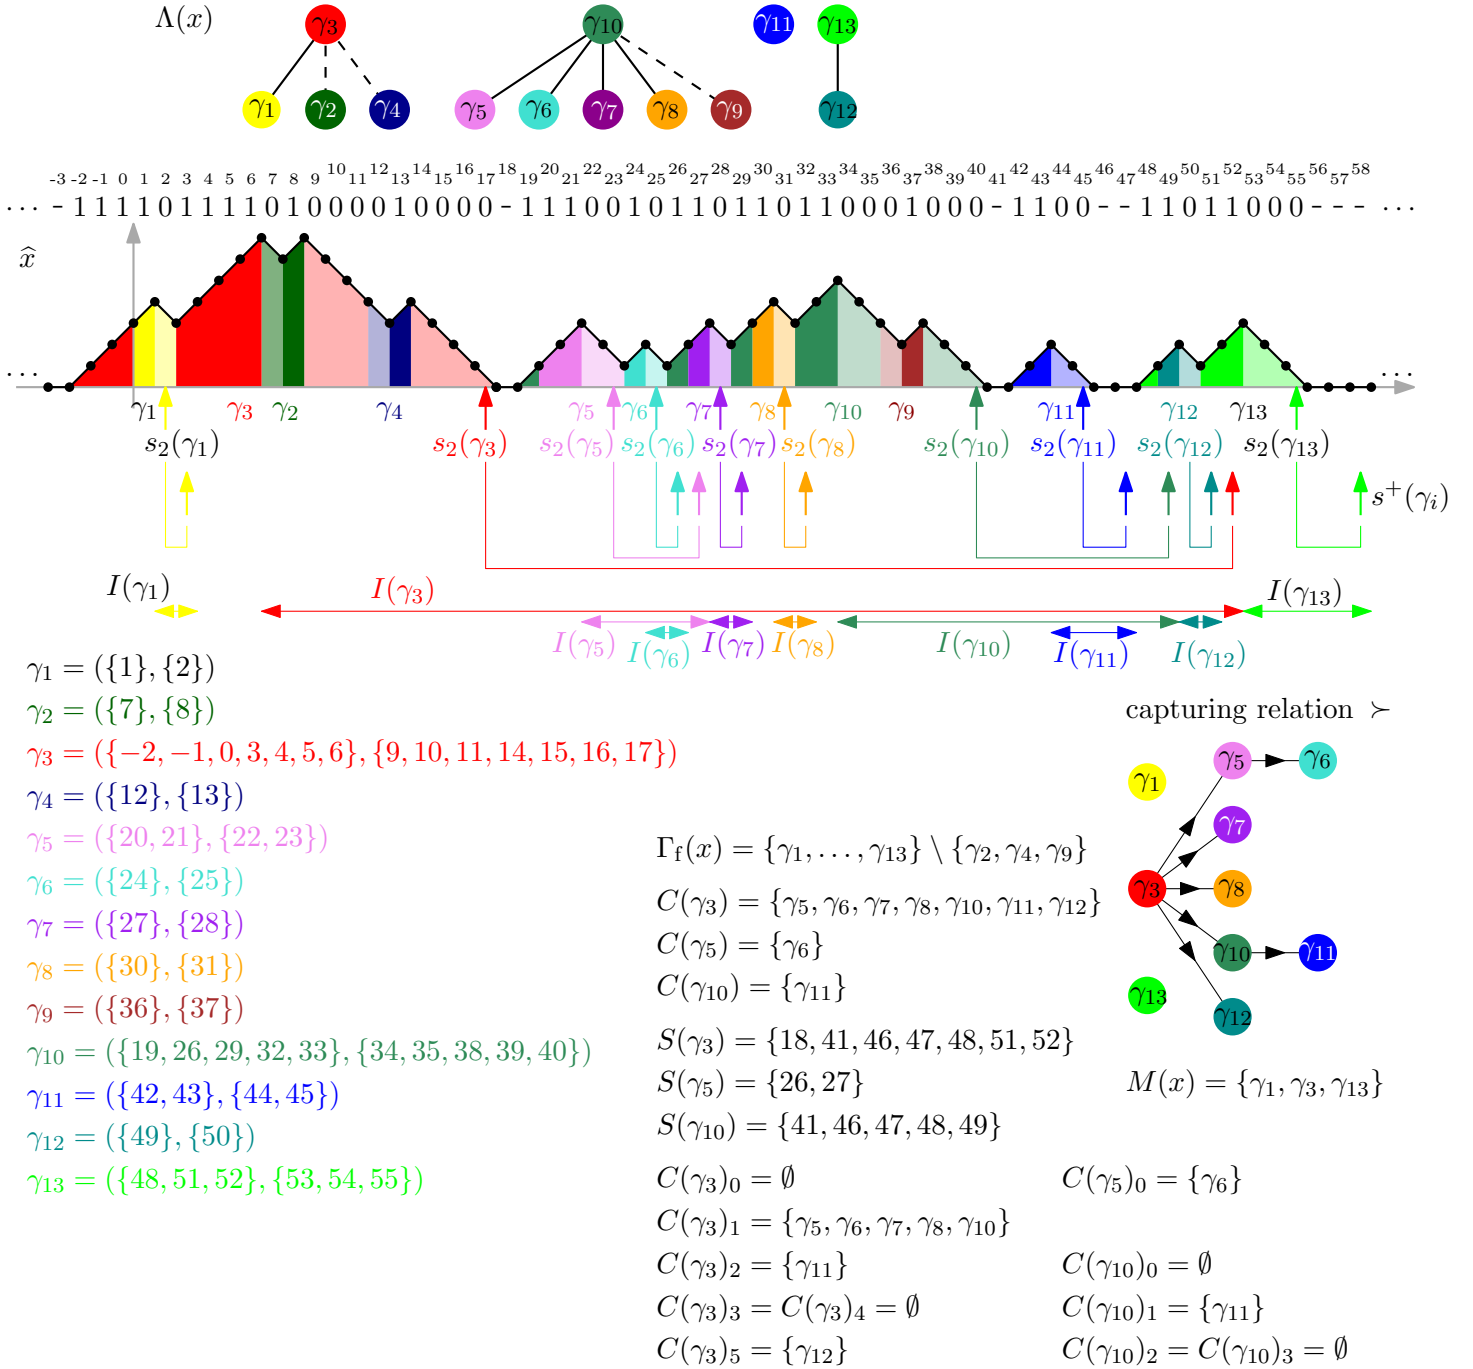 Λ(x) γ₃ γ₁₀ γ₁₁ γ₁₃
γ₁ γ₂ γ₄ γ₅ γ₆ γ₇ γ₈ γ₉ γ₁₂
-3 -2 -1 0 1 2 3 4 5 6 7 8 9 10 11 12 13 14 15 16 17 18 19 20 21 22 23 24 25 26 27 28 29 30 31 32 33 34 35 36 37 38 39 40 41 42 43 44 45 46 47 48 49 50 51 52 53 54 55 56 57 58
··· - 1 1 1 1 0 1 1 1 1 0 1 0 0 0 0 1 0 0 0 0 - 1 1 1 0 0 1 0 1 1 0 1 1 0 1 1 0 0 0 1 0 0 0 - 1 1 0 0 - - 1 1 0 1 1 0 0 0 - - - ···
x̂
··· ···
γ₁ γ₃ γ₂ γ₄ γ₅ γ₆ γ₇ γ₈ γ₁₀ γ₉ γ₁₁ γ₁₂ γ₁₃
s₂(γ₁) s₂(γ₃) s₂(γ₅) s₂(γ₆) s₂(γ₇) s₂(γ₈) s₂(γ₁₀) s₂(γ₁₁) s₂(γ₁₂) s₂(γ₁₃)
s⁺(γᵢ)
I(γ₁) I(γ₃) I(γ₁₃)
I(γ₅) I(γ₆) I(γ₇) I(γ₈) I(γ₁₀) I(γ₁₁) I(γ₁₂)
γ₁ = ({1}, {2})
γ₂ = ({7}, {8})
γ₃ = ({−2, −1, 0, 3, 4, 5, 6}, {9, 10, 11, 14, 15, 16, 17})
γ₄ = ({12}, {13})
γ₅ = ({20, 21}, {22, 23})
γ₆ = ({24}, {25})
γ₇ = ({27}, {28})
γ₈ = ({30}, {31})
γ₉ = ({36}, {37})
γ₁₀ = ({19, 26, 29, 32, 33}, {34, 35, 38, 39, 40})
γ₁₁ = ({42, 43}, {44, 45})
γ₁₂ = ({49}, {50})
γ₁₃ = ({48, 51, 52}, {53, 54, 55})
capturing relation ≻
γ₅ γ₆
γ₁
γ₇
γ₃ γ₈
γ₁₀ γ₁₁
γ₁₃
γ₁₂
M(x) = {γ₁, γ₃, γ₁₃}
Γ_f(x) = {γ₁, . . . , γ₁₃} \ {γ₂, γ₄, γ₉}
C(γ₃) = {γ₅, γ₆, γ₇, γ₈, γ₁₀, γ₁₁, γ₁₂}
C(γ₅) = {γ₆}
C(γ₁₀) = {γ₁₁}
S(γ₃) = {18, 41, 46, 47, 48, 51, 52}
S(γ₅) = {26, 27}
S(γ₁₀) = {41, 46, 47, 48, 49}
C(γ₃)₀ = ∅ C(γ₅)₀ = {γ₆}
C(γ₃)₁ = {γ₅, γ₆, γ₇, γ₈, γ₁₀}
C(γ₃)₂ = {γ₁₁} C(γ₁₀)₀ = ∅
C(γ₃)₃ = C(γ₃)₄ = ∅ C(γ₁₀)₁ = {γ₁₁}
C(γ₃)₅ = {γ₁₂} C(γ₁₀)₂ = C(γ₁₀)₃ = ∅